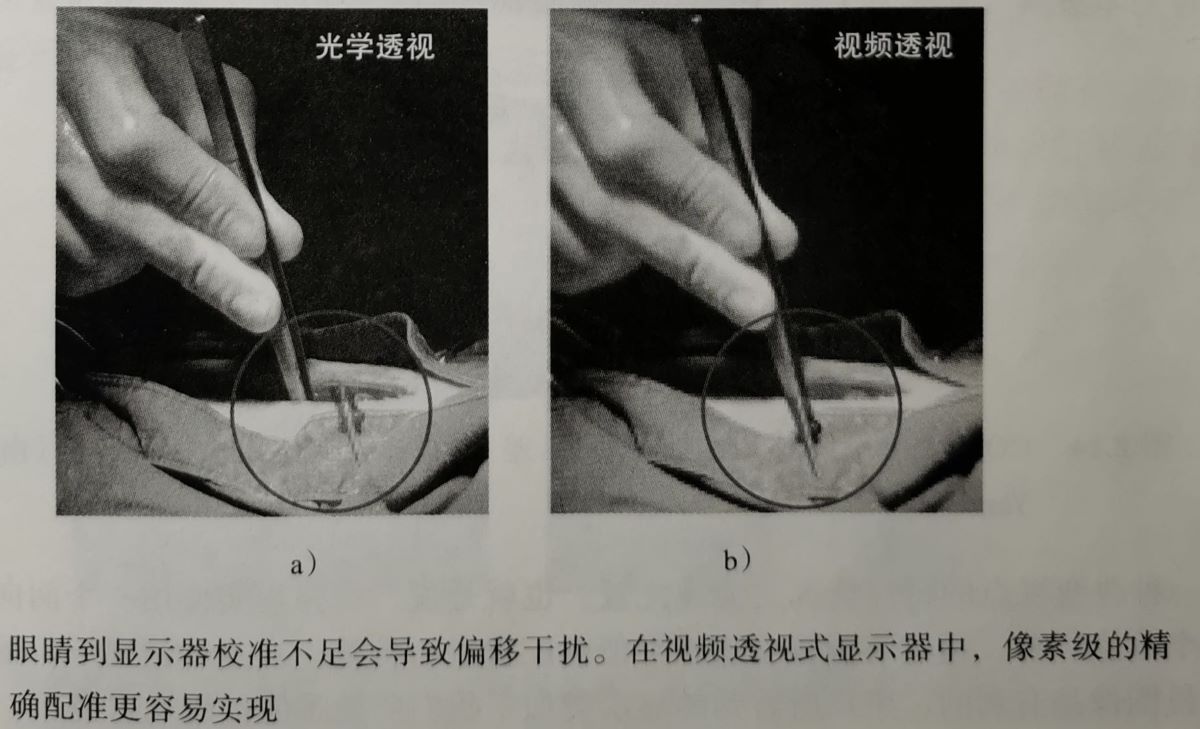 光学透视
视频透视
a)
b)
眼睛到显示器校准不足会导致偏移干扰。在视频透视式显示器中，像素级的精
确配准更容易实现